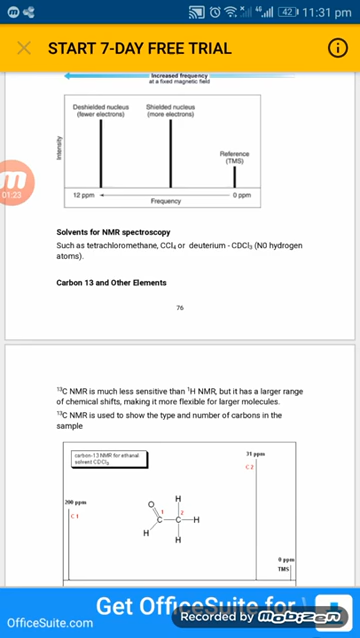 42 11:31 pm
START 7-DAY FREE TRIAL
Increased frequency
at a fixed magnetic field
Deshielded nucleus
(fewer electrons)
Shielded nucleus
(more electrons)
Reference
(TMS)
Intensity
12 ppm
0 ppm
Frequency
01:23
Solvents for NMR spectroscopy
Such as tetrachloromethane, CCl4 or deuterium - CDCl3 (N0 hydrogen
atoms).
Carbon 13 and Other Elements
76
13C NMR is much less sensitive than 1H NMR, but it has a larger range
of chemical shifts, making it more flexible for larger molecules.
13C NMR is used to show the type and number of carbons in the
sample
carbon-13 NMR for ethanal
solvent CDCl3
31 ppm
C 2
200 ppm
C 1
O
H
1
2
C
C
H
H
H
0 ppm
TMS
Get OfficeSuite for
OfficeSuite.com
Recorded by mobizen